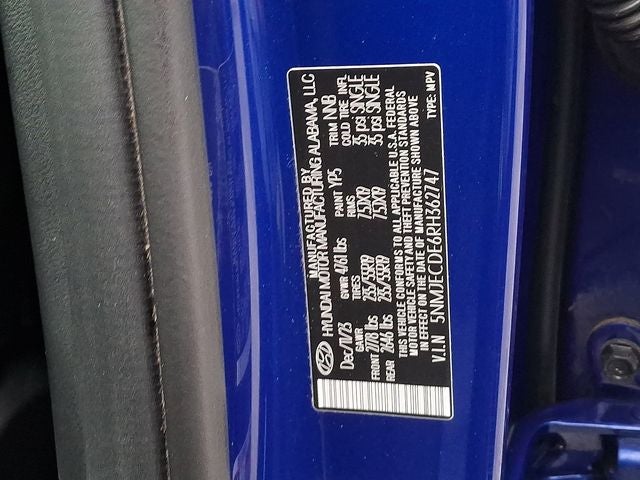 MANUFACTURED BY
HYUNDAI MOTOR MANUFACTURING ALABAMA, LLC
Dec/11/23 GVWR 4761 lbs PAINT YP5 TRIM NNB
GAWR TIRES RIMS COLD TIRE INFL
FRONT 2778 lbs 235/55R19 7.5JX19 35 psi SINGLE
REAR 2646 lbs 235/55R19 7.5JX19 35 psi SINGLE
THIS VEHICLE CONFORMS TO ALL APPLICABLE U.S.A. FEDERAL
MOTOR VEHICLE SAFETY AND THEFT PREVENTION STANDARDS
IN EFFECT ON THE DATE OF MANUFACTURE SHOWN ABOVE
V.I.N 5NMJECDE6RH362747 TYPE: MPV